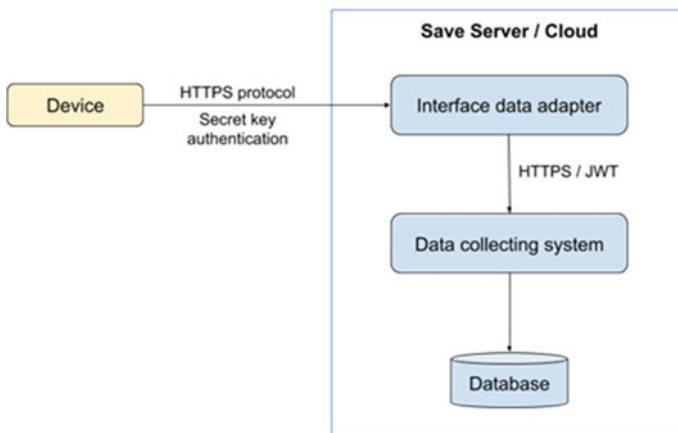 Save Server / Cloud
Device
HTTPS protocol
Secret key
authentication
Interface data adapter
HTTPS / JWT
Data collecting system
Database